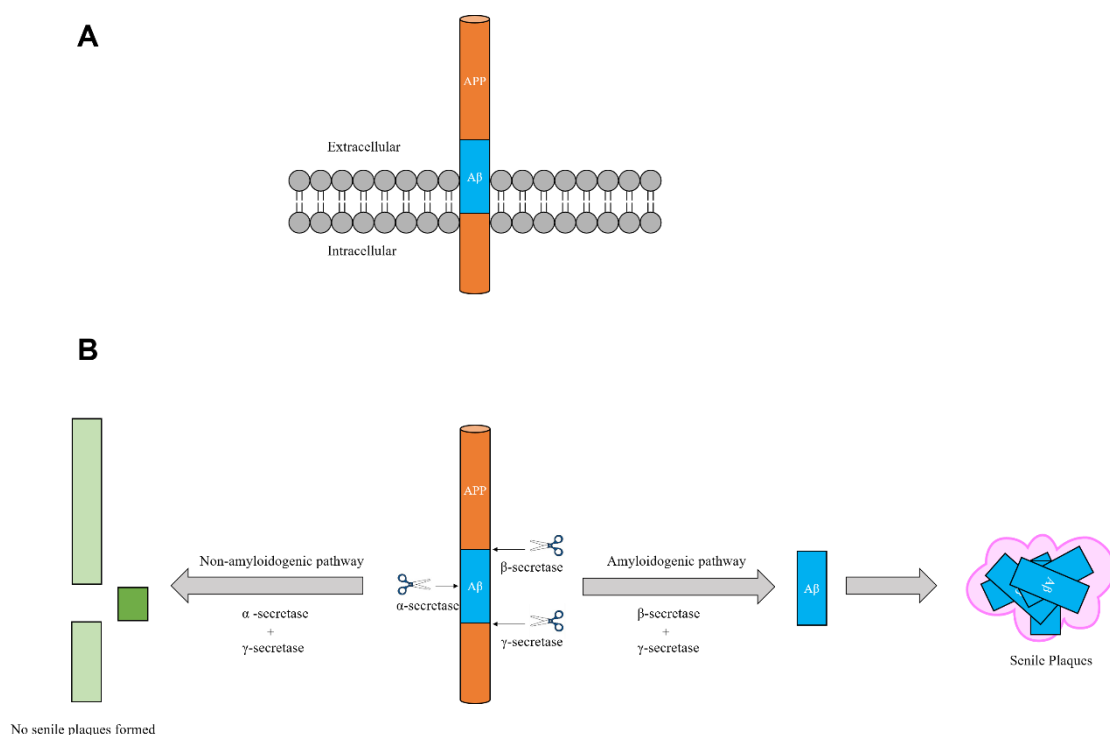 A
APP
Extracellular
Aβ
Intracellular
B
APP
Non-amyloidogenic pathway
β-secretase
Amyloidogenic pathway
Aβ
Aβ
Aβ
α-secretase
α -secretase
+
γ-secretase
γ-secretase
β-secretase
+
γ-secretase
Senile Plaques
No senile plaques formed